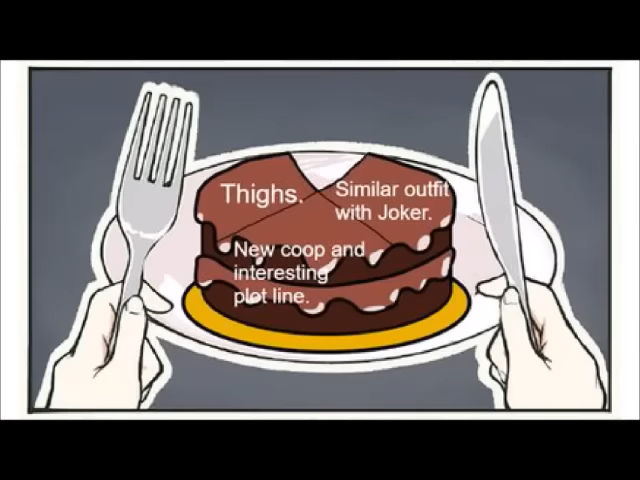 Thighs.
Similar outfit
with Joker.
New coop and
interesting
plot line.